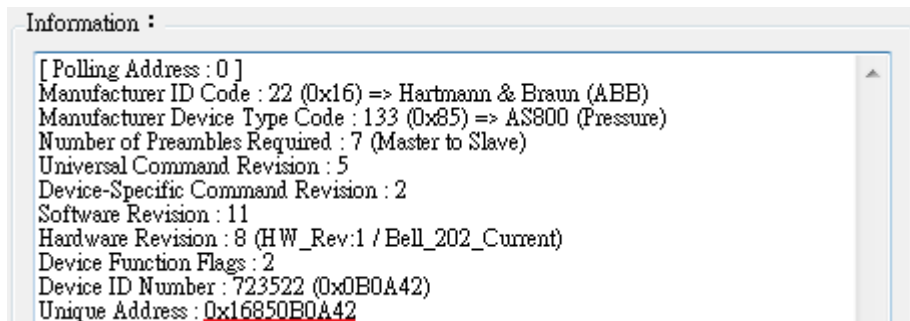 Information：
[ Polling Address : 0 ]
Manufacturer ID Code : 22 (0x16) => Hartmann & Braun (ABB)
Manufacturer Device Type Code : 133 (0x85) => AS800 (Pressure)
Number of Preambles Required : 7 (Master to Slave)
Universal Command Revision : 5
Device-Specific Command Revision : 2
Software Revision : 11
Hardware Revision : 8 (HW_Rev:1 / Bell_202_Current)
Device Function Flags : 2
Device ID Number : 723522 (0x0B0A42)
Unique Address : 0x16850B0A42